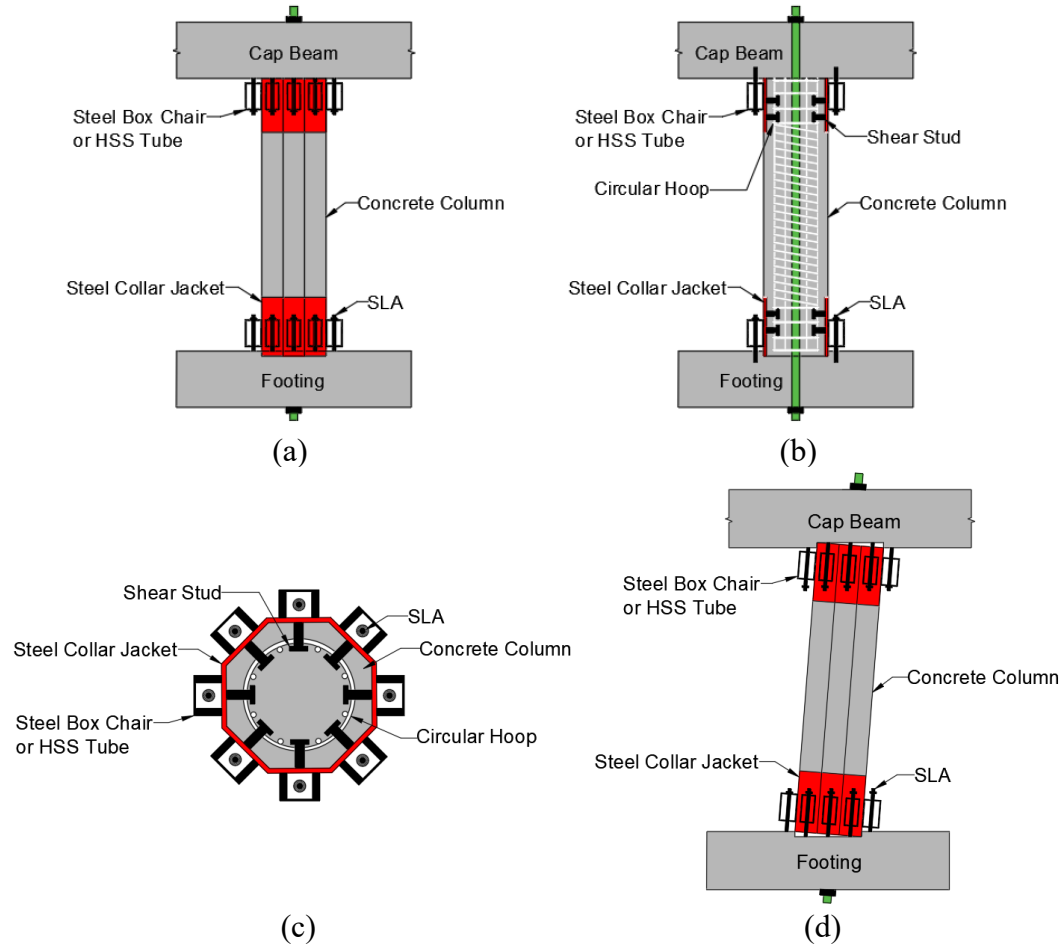 Cap Beam
Steel Box Chair
or HSS Tube
Concrete Column
Steel Collar Jacket
SLA
Footing
(a)
Cap Beam
Steel Box Chair
or HSS Tube
Shear Stud
Circular Hoop
Concrete Column
Steel Collar Jacket
SLA
Footing
(b)
Shear Stud
SLA
Steel Collar Jacket
Concrete Column
Steel Box Chair
or HSS Tube
Circular Hoop
(c)
Cap Beam
Steel Box Chair
or HSS Tube
Concrete Column
Steel Collar Jacket
SLA
Footing
(d)